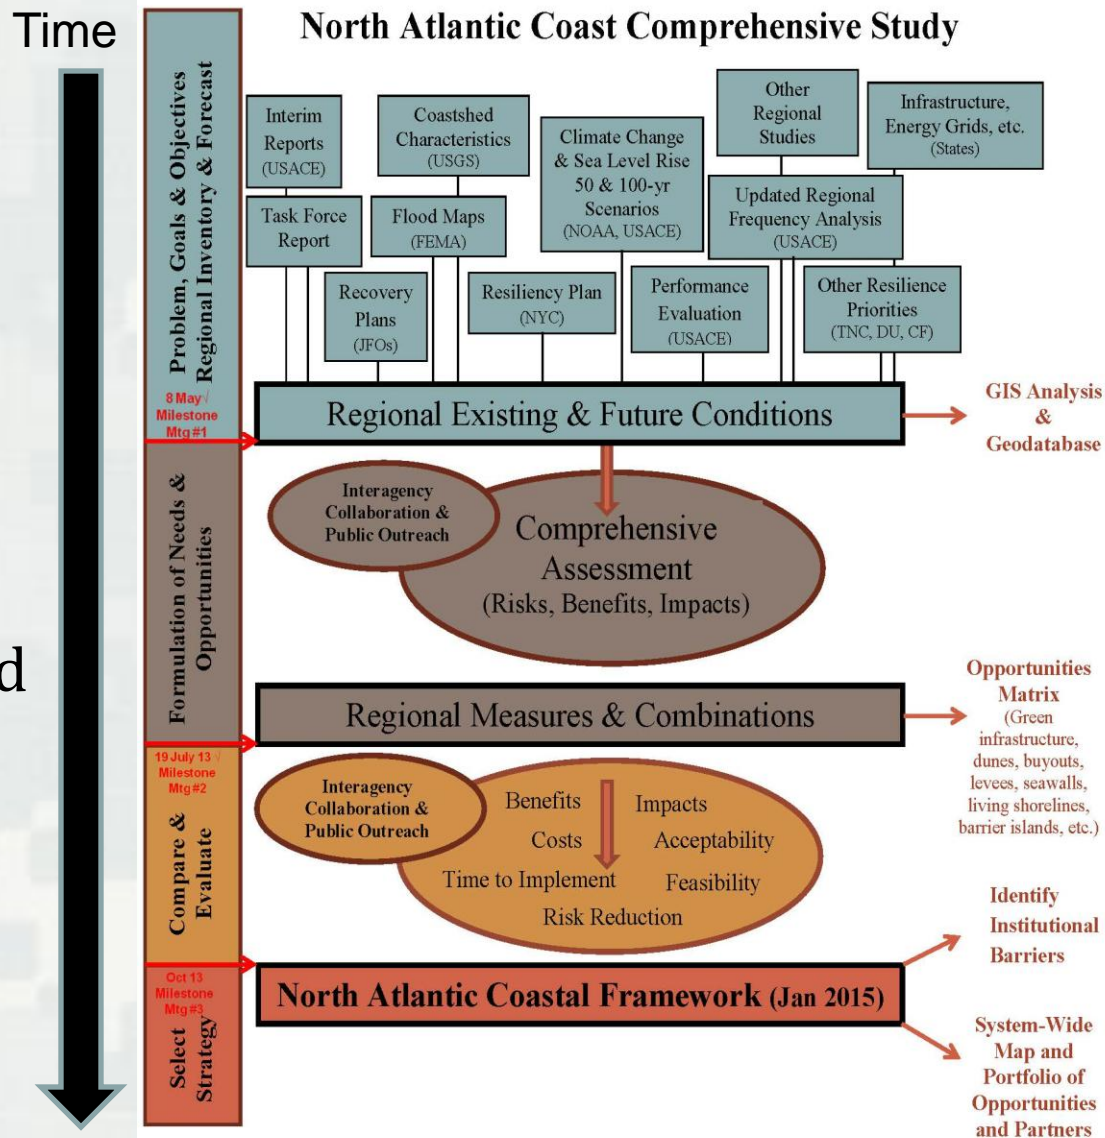 Time
North Atlantic Coast Comprehensive Study
Problem, Goals & Objectives
Regional Inventory & Forecast
Interim
Reports
(USACE)
Coastshed
Characteristics
(USGS)
Climate Change
& Sea Level Rise
50 & 100-yr
Scenarios
(NOAA, USACE)
Other
Regional
Studies
Infrastructure,
Energy Grids, etc.
(States)
Task Force
Report
Flood Maps
(FEMA)
Updated Regional
Frequency Analysis
(USACE)
Recovery
Plans
(JFOs)
Resiliency Plan
(NYC)
Performance
Evaluation
(USACE)
Other Resilience
Priorities
(TNC, DU, CF)
8 May √
Milestone
Mtg #1
Regional Existing & Future Conditions
GIS Analysis
&
Geodatabase
Formulation of Needs &
Opportunities
Interagency
Collaboration &
Public Outreach
Comprehensive
Assessment
(Risks, Benefits, Impacts)
d
Regional Measures & Combinations
Opportunities
Matrix
(Green
infrastructure,
dunes, buyouts,
levees, seawalls,
living shorelines,
barrier islands, etc.)
19 July 13 √
Milestone
Mtg #2
Compare &
Evaluate
Interagency
Collaboration &
Public Outreach
Benefits Impacts
Costs Acceptability
Time to Implement Feasibility
Risk Reduction
Identify
Institutional
Barriers
Oct 13
Milestone
Mtg #3
Select
Strategy
North Atlantic Coastal Framework (Jan 2015)
System-Wide
Map and
Portfolio of
Opportunities
and Partners